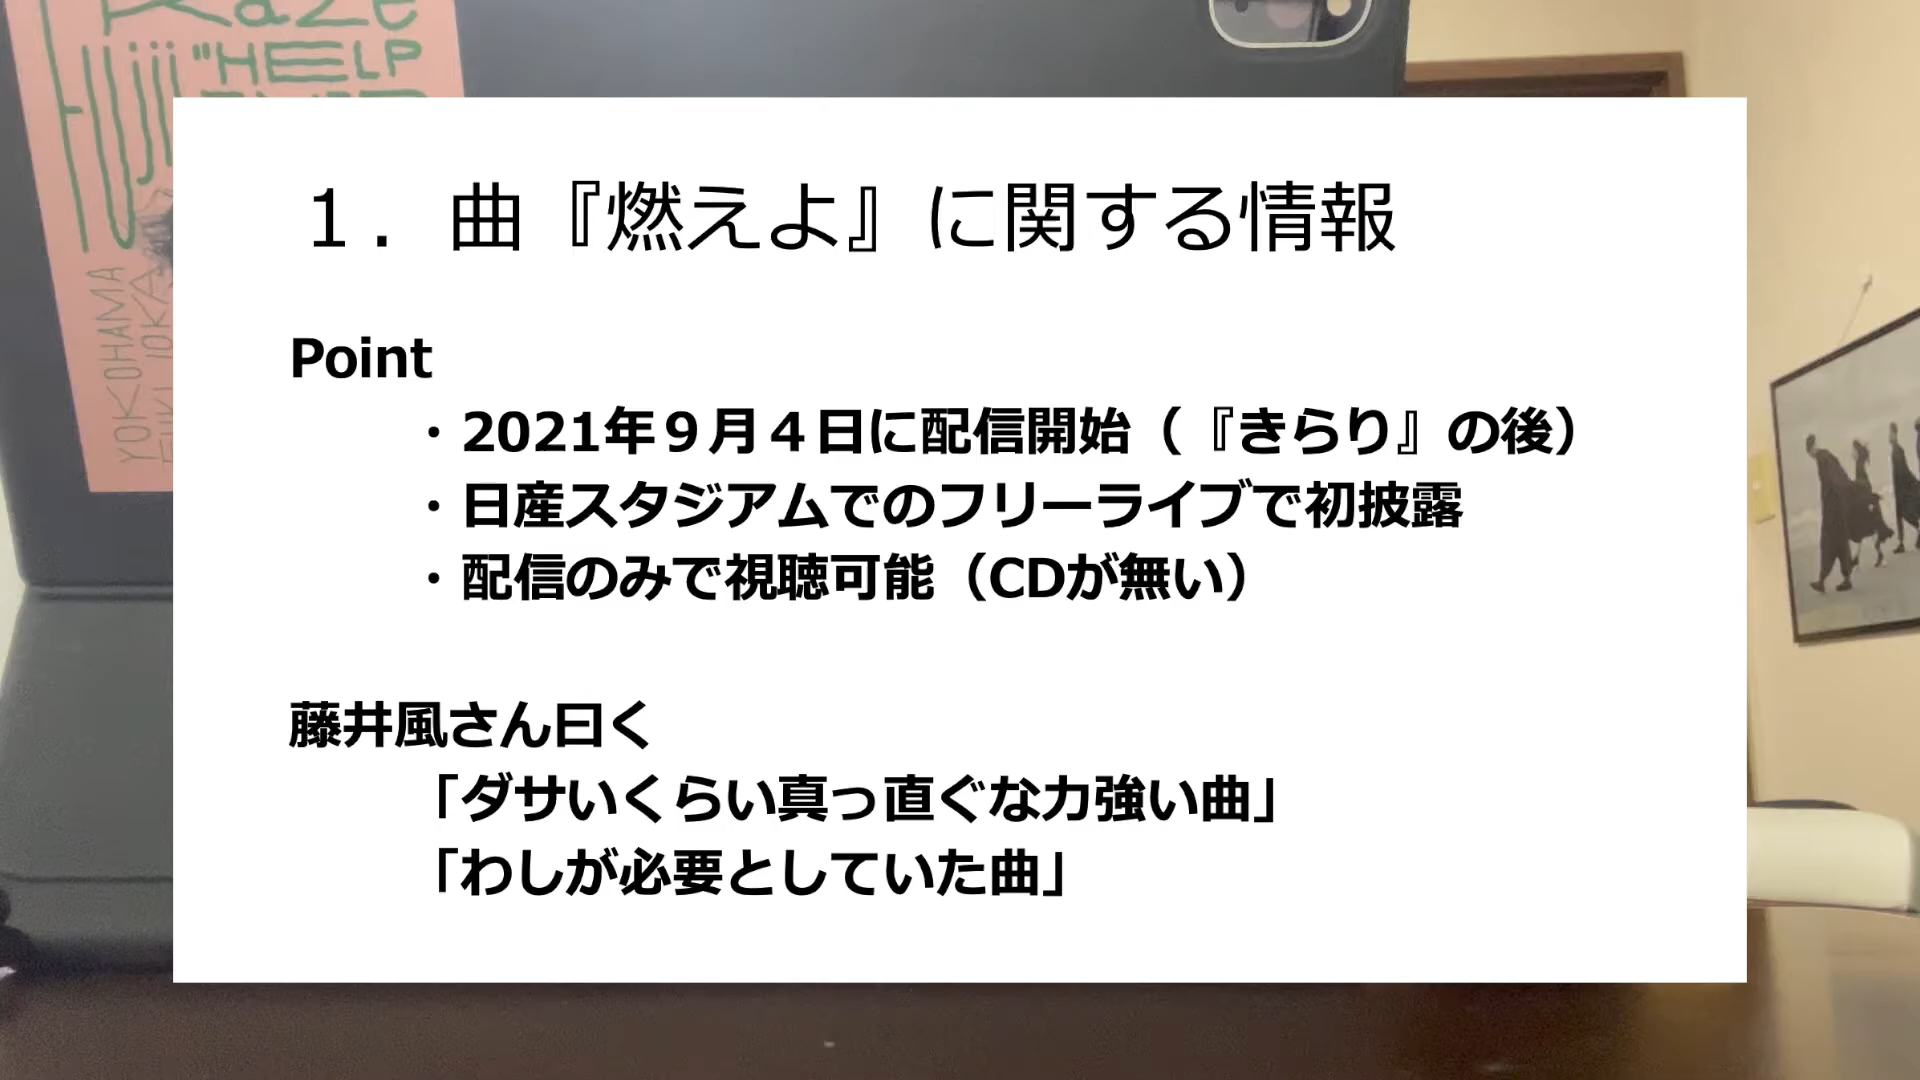 Kaze
Fujii "HELP
YOKOHAMA
１．曲『燃えよ』に関する情報
Point
・2021年９月４日に配信開始（『きらり』の後）
・日産スタジアムでのフリーライブで初披露
・配信のみで視聴可能（CDが無い）
藤井風さん曰く
「ダサいくらい真っ直ぐな力強い曲」
「わしが必要としていた曲」